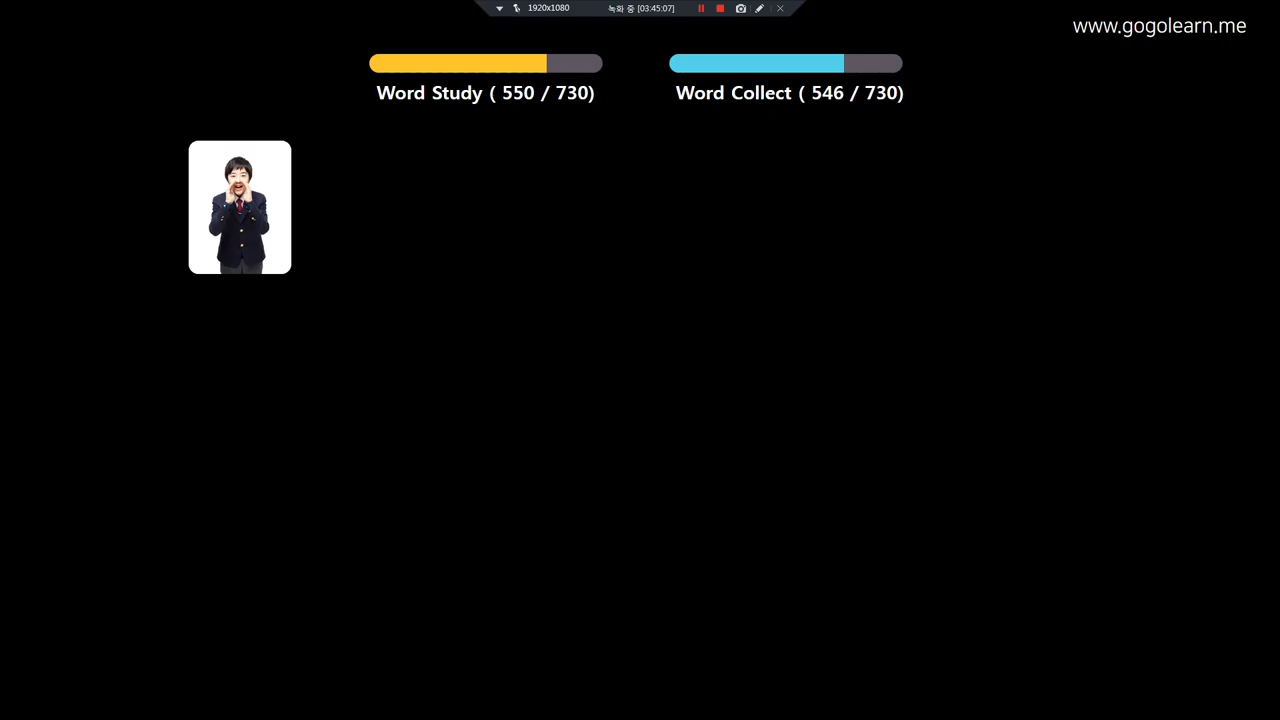 1920x1080 녹화 중 [03:45:07]
www.gogolearn.me
Word Study ( 550 / 730) Word Collect ( 546 / 730)